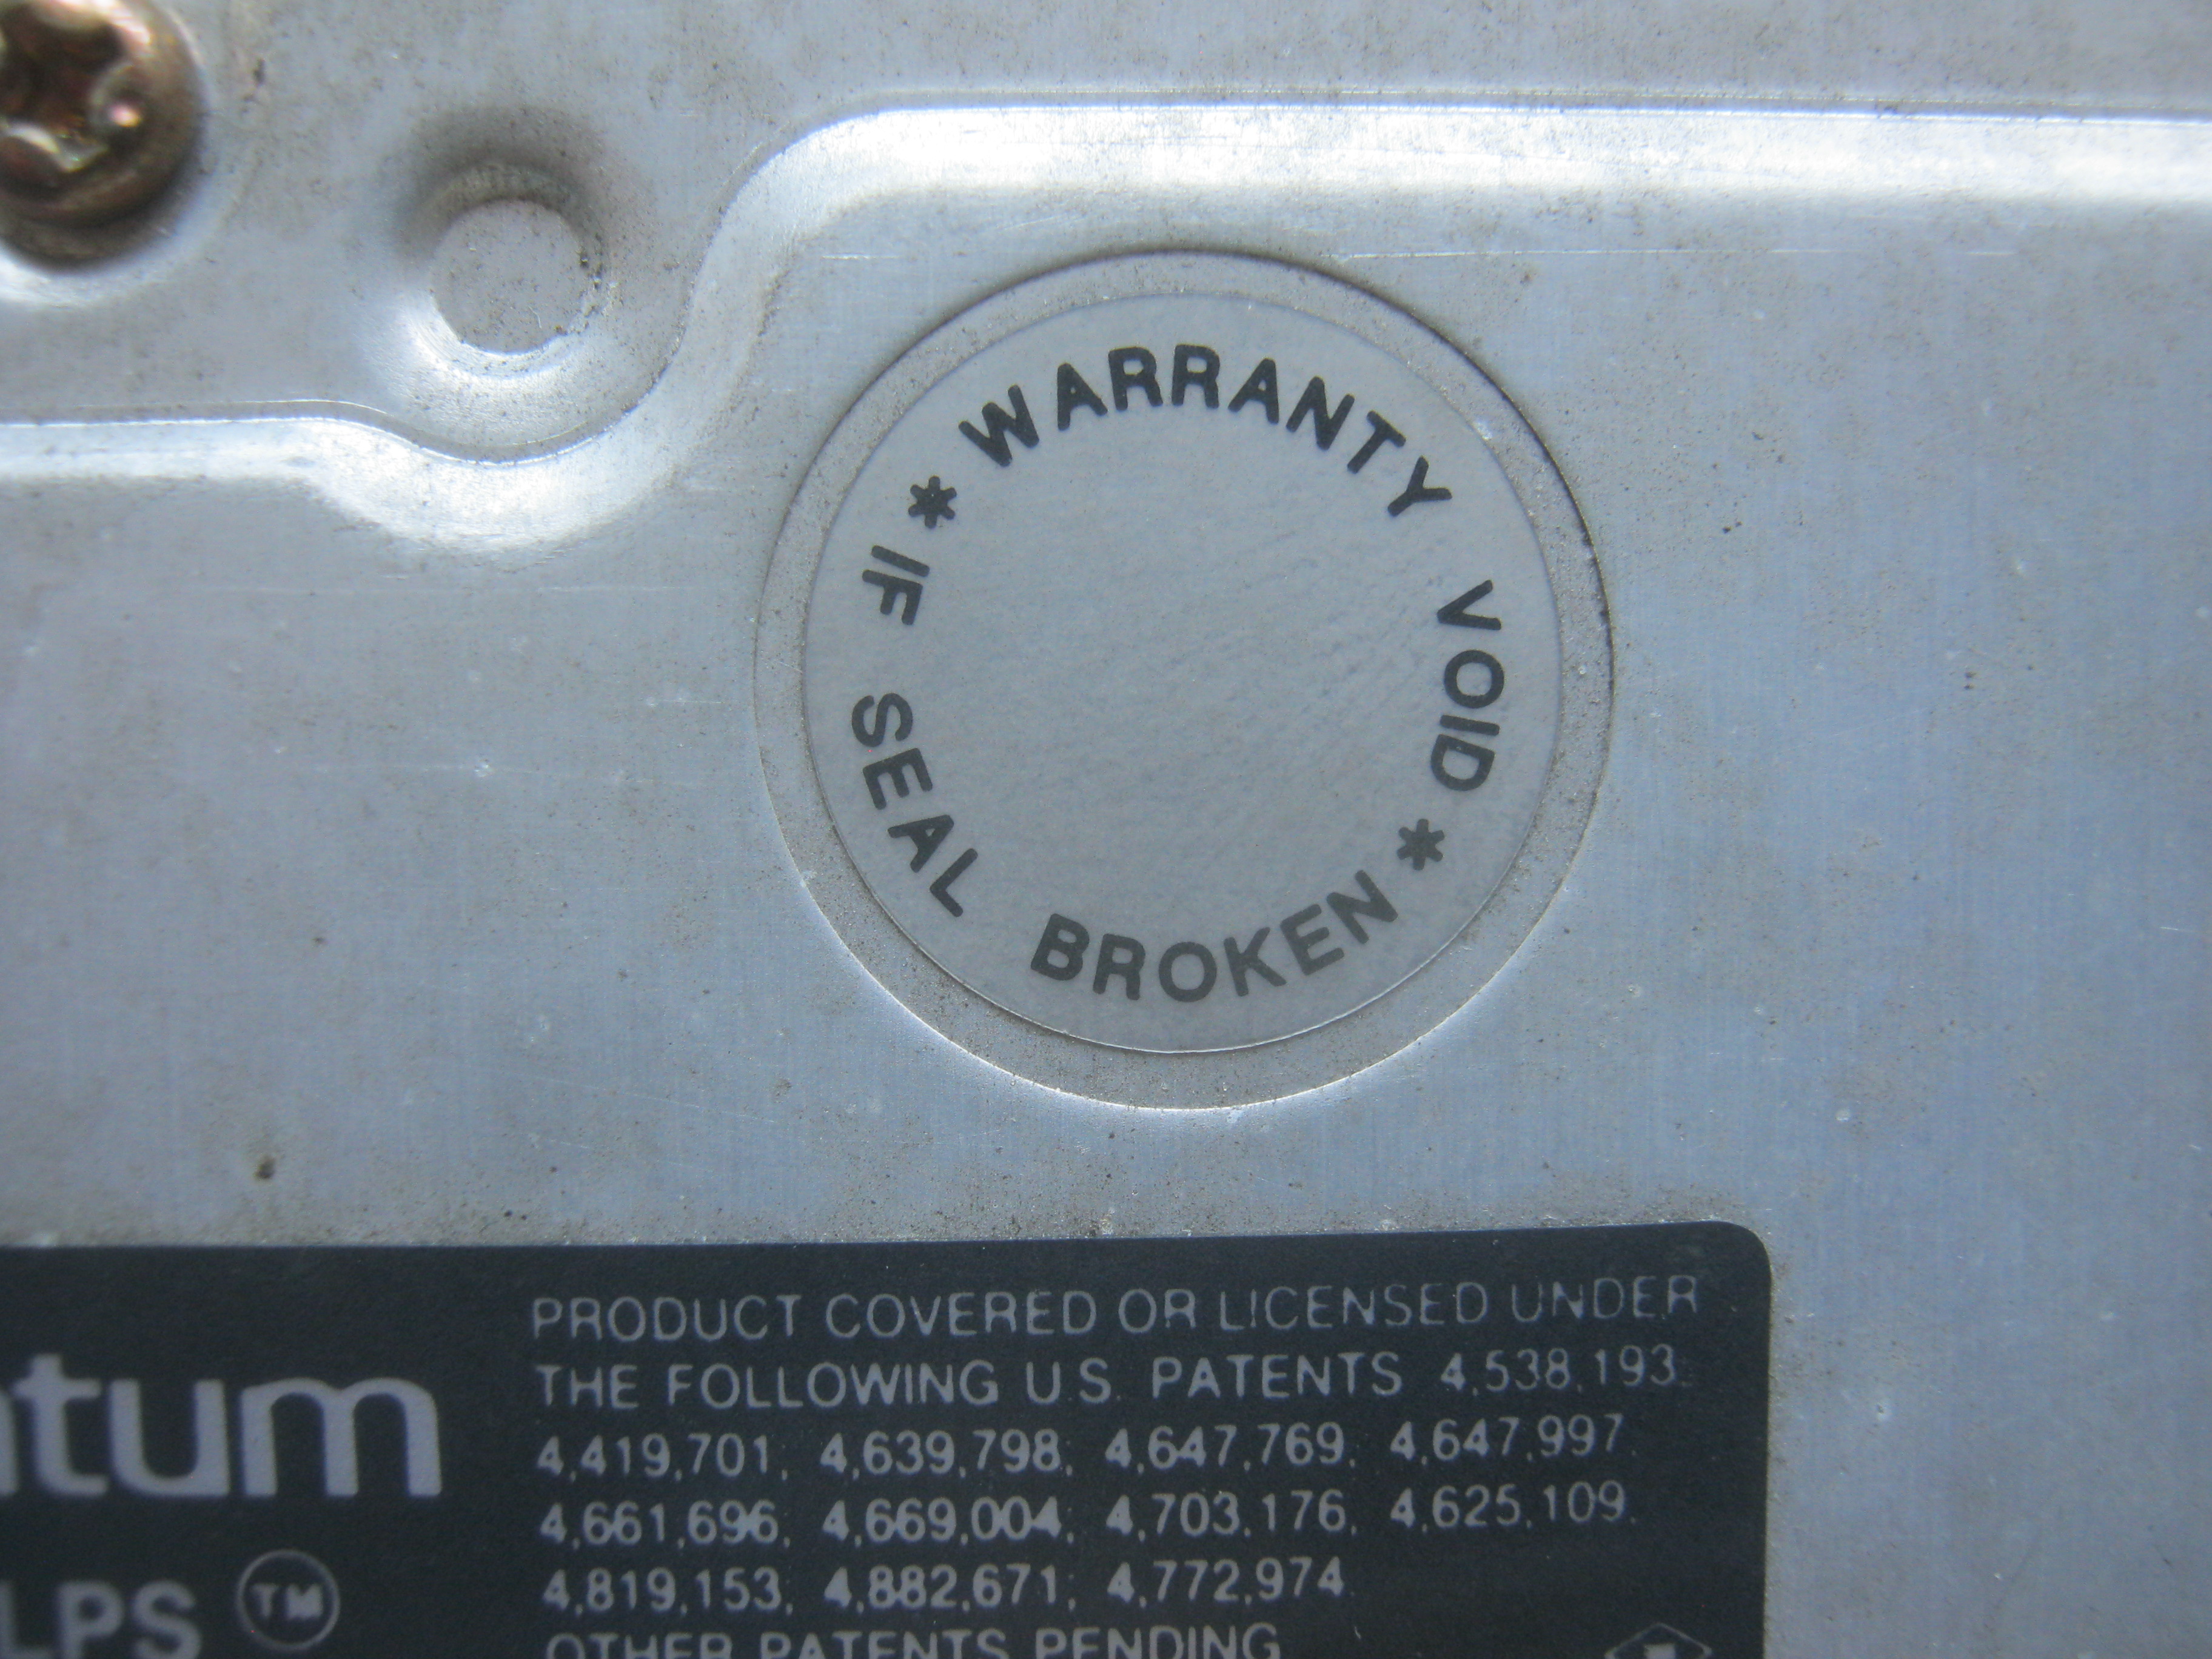 * WARRANTY VOID * IF SEAL BROKEN
ntum
LPS ™
PRODUCT COVERED OR LICENSED UNDER
THE FOLLOWING U.S. PATENTS 4,538,193.
4,419,701, 4,639,798, 4,647,769, 4,647,997,
4,661,696, 4,669,004, 4,703,176, 4,625,109,
4,819,153, 4,882,671, 4,772,974
OTHER PATENTS PENDING